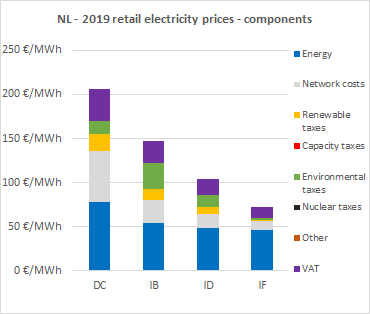 NL - 2019 retail electricity prices - components
250 €/MWh
200 €/MWh
150 €/MWh
100 €/MWh
50 €/MWh
0 €/MWh
DC
IB
ID
IF
Energy
Network costs
Renewable
taxes
Capacity taxes
Environmental
taxes
Nuclear taxes
Other
VAT